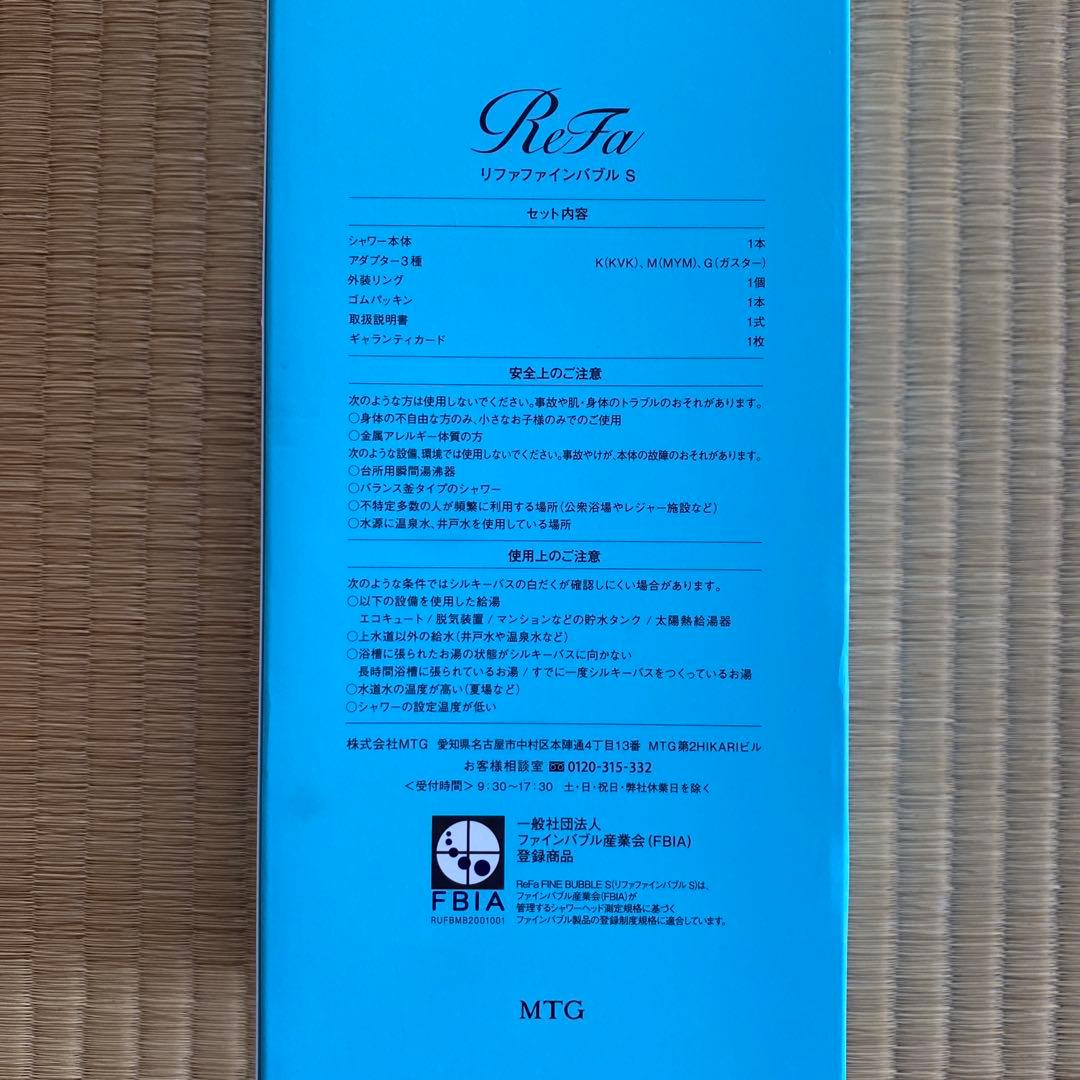 ReFa
リファファインバブル S
セット内容
シャワー本体 1本
アダプター3種 K(KVK)、M(MYM)、G(ガスター)
外装リング 1個
ゴムパッキン 1本
取扱説明書 1式
ギャランティカード 1枚
安全上のご注意
次のような方は使用しないでください。事故や肌・身体のトラブルのおそれがあります。
○身体の不自由な方のみ、小さなお子様のみでのご使用
○金属アレルギー体質の方
次のような設備、環境では使用しないでください。事故やけが、本体の故障のおそれがあります。
○台所用瞬間湯沸器
○バランス釜タイプのシャワー
○不特定多数の人が頻繁に利用する場所(公衆浴場やレジャー施設など)
○水源に温泉水、井戸水を使用している場所
使用上のご注意
次のような条件ではシルキーバスの白だくが確認しにくい場合があります。
○以下の設備を使用した給湯
エコキュート / 脱気装置 / マンションなどの貯水タンク / 太陽熱給湯器
○上水道以外の給水(井戸水や温泉水など)
○浴槽に張られたお湯の状態がシルキーバスに向かない
長時間浴槽に張られているお湯 / すでに一度シルキーバスをつくっているお湯
○水道水の温度が高い(夏場など)
○シャワーの設定温度が低い
株式会社MTG 愛知県名古屋市中村区本陣通4丁目13番 MTG第2HIKARIビル
お客様相談室 0120-315-332
<受付時間> 9:30～17:30 土・日・祝日・弊社休業日を除く
一般社団法人
ファインバブル産業会(FBIA)
登録商品
FBIA
RUFBMB2001001
ReFa FINE BUBBLE S(リファファインバブル S)は、
ファインバブル産業会(FBIA)が
管理するシャワーヘッド測定規格に基づく
ファインバブル製品の登録制度規格に適合しています。
MTG